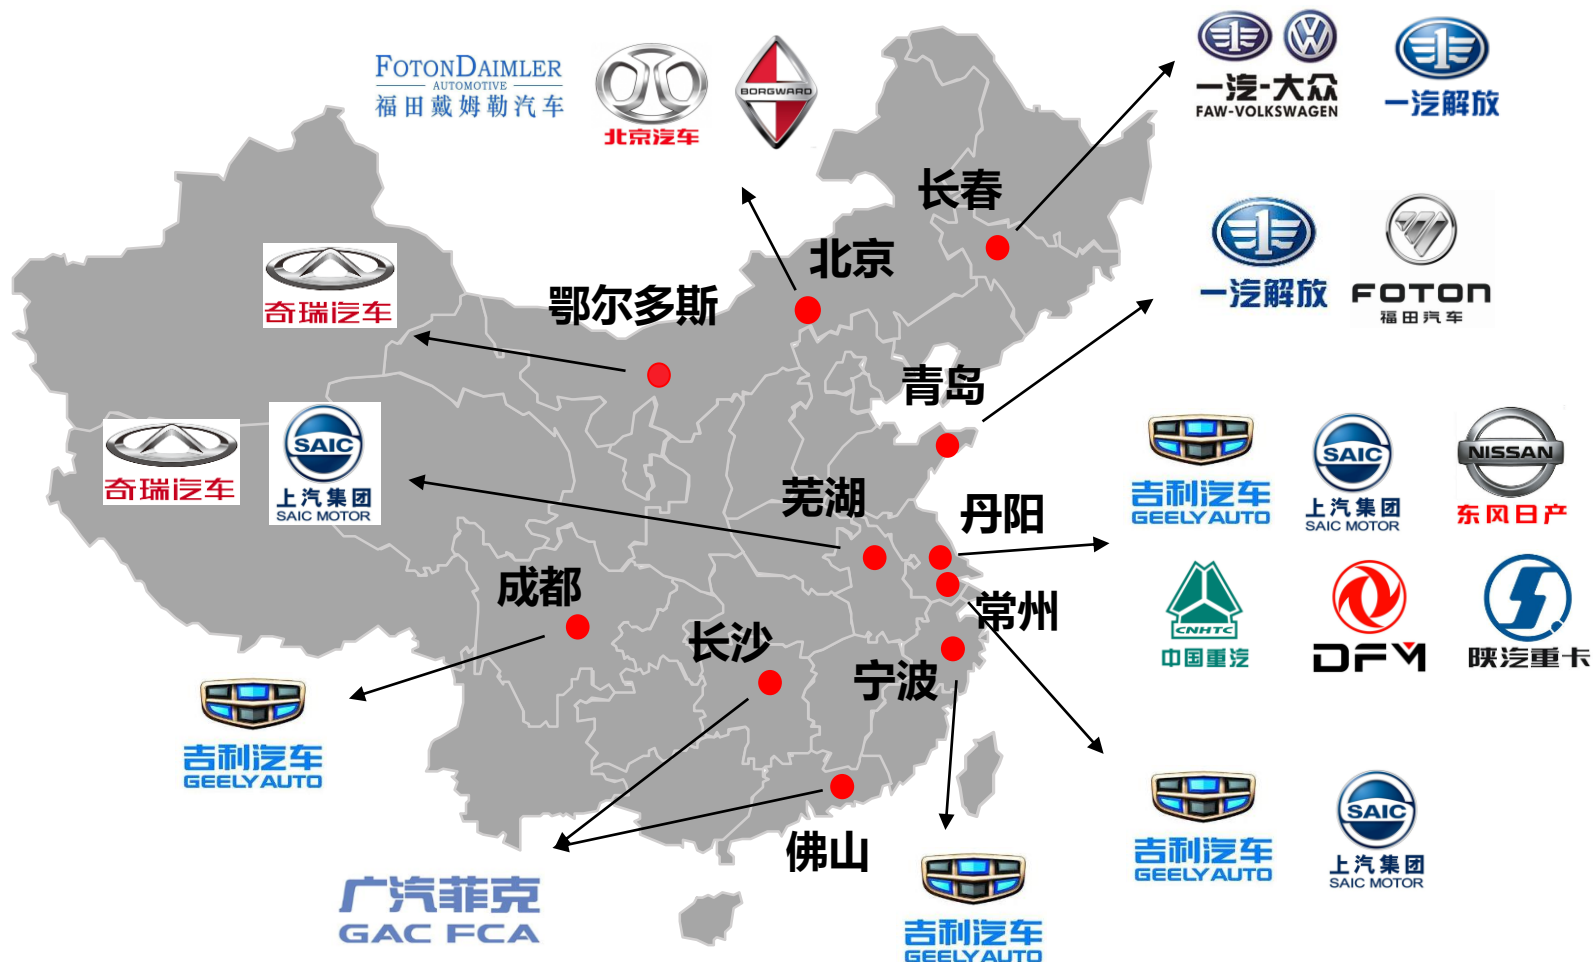 FOTONDAIMLER
AUTOMOTIVE
福田戴姆勒汽车
北京汽车
BORGWARD
一汽-大众
FAW-VOLKSWAGEN
一汽解放
长春
北京
鄂尔多斯
奇瑞汽车
一汽解放
FOTON
福田汽车
青岛
奇瑞汽车
SAIC
上汽集团
SAIC MOTOR
芜湖
丹阳
吉利汽车
GEELY AUTO
SAIC
上汽集团
SAIC MOTOR
NISSAN
东风日产
CNHTC
中国重汽
DFM
陕汽重卡
成都
长沙
常州
宁波
吉利汽车
GEELY AUTO
佛山
广汽菲克
GAC FCA
吉利汽车
GEELY AUTO
吉利汽车
GEELY AUTO
SAIC
上汽集团
SAIC MOTOR